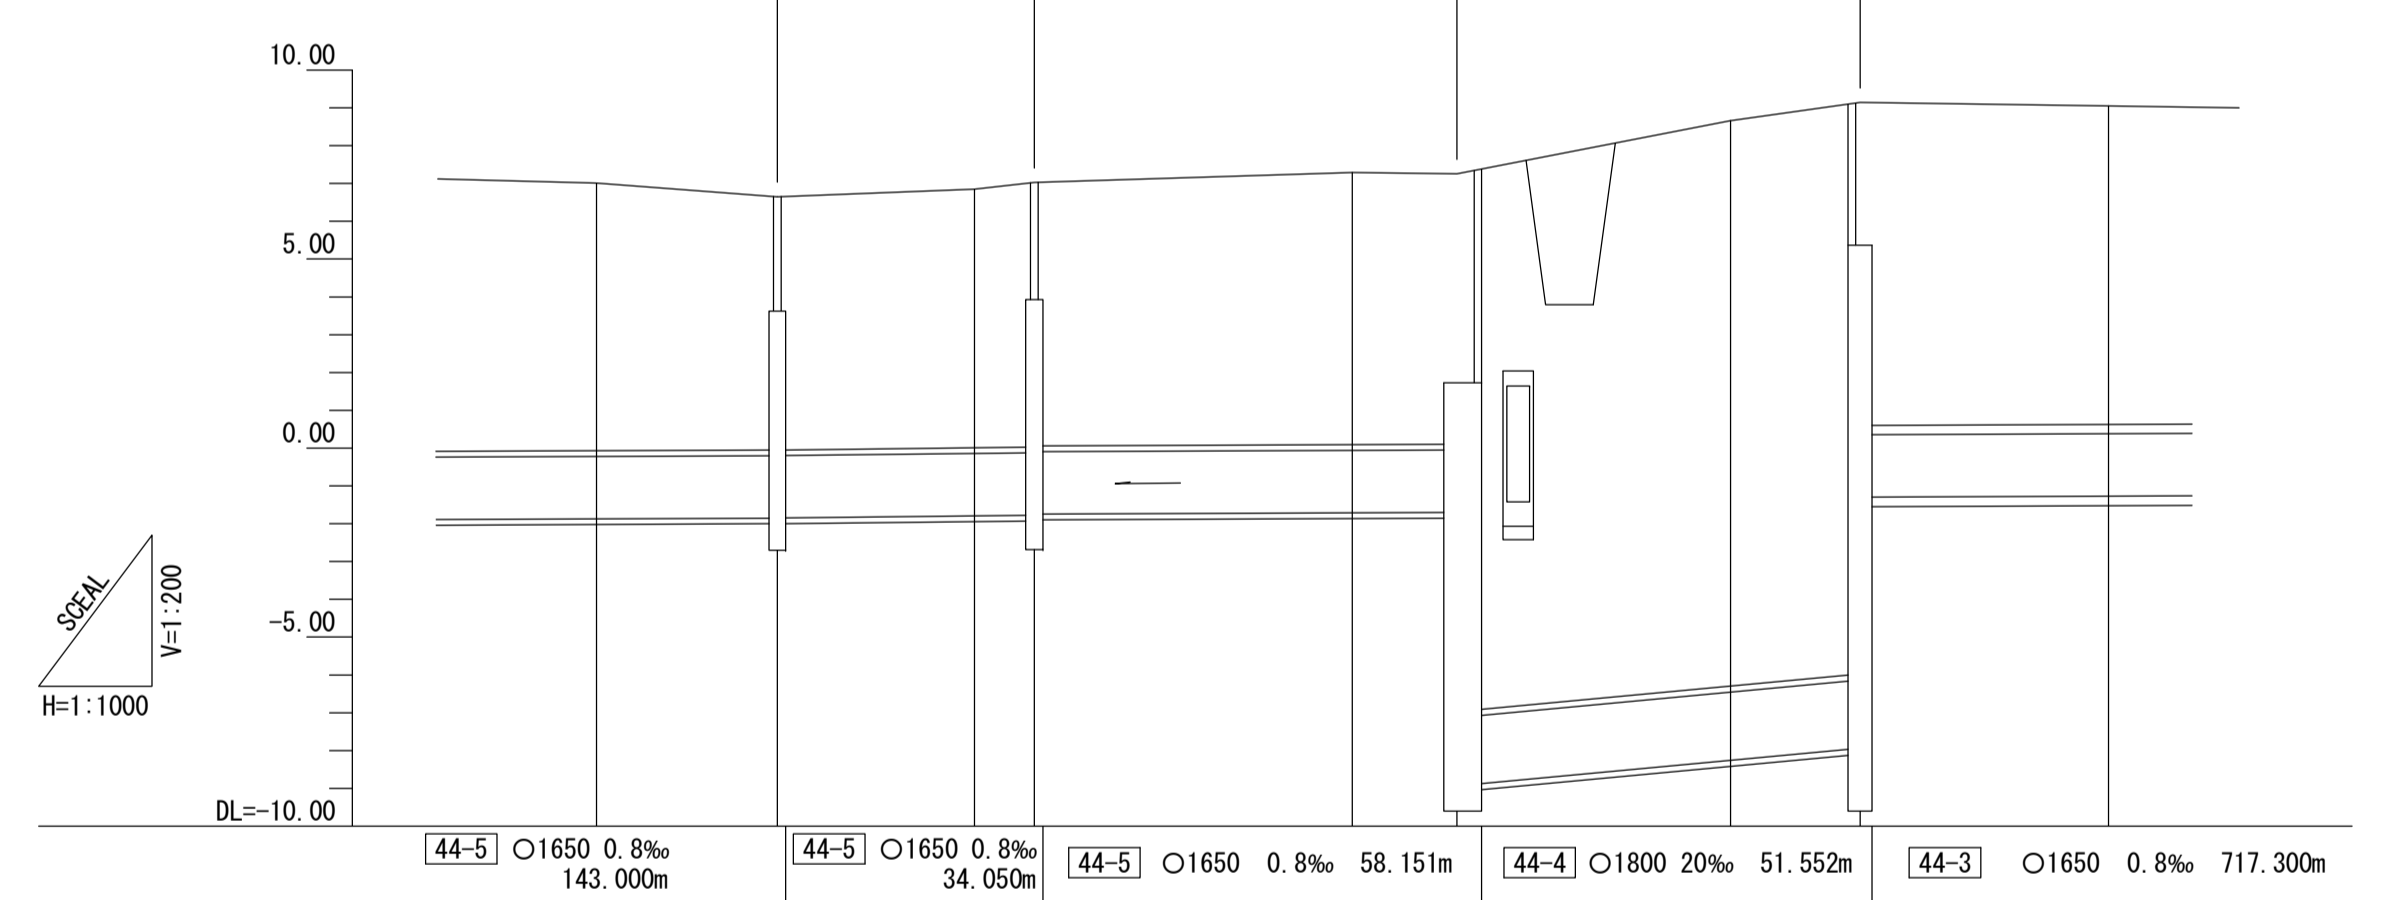 10.00
5.00
0.00
-5.00
DL=-10.00
SCEAL
V=1:200
H=1:1000
44-5 ○1650 0.8‰
143.000m
44-5 ○1650 0.8‰
34.050m
44-5 ○1650 0.8‰ 58.151m
44-4 ○1800 20‰ 51.552m
44-3 ○1650 0.8‰ 717.300m